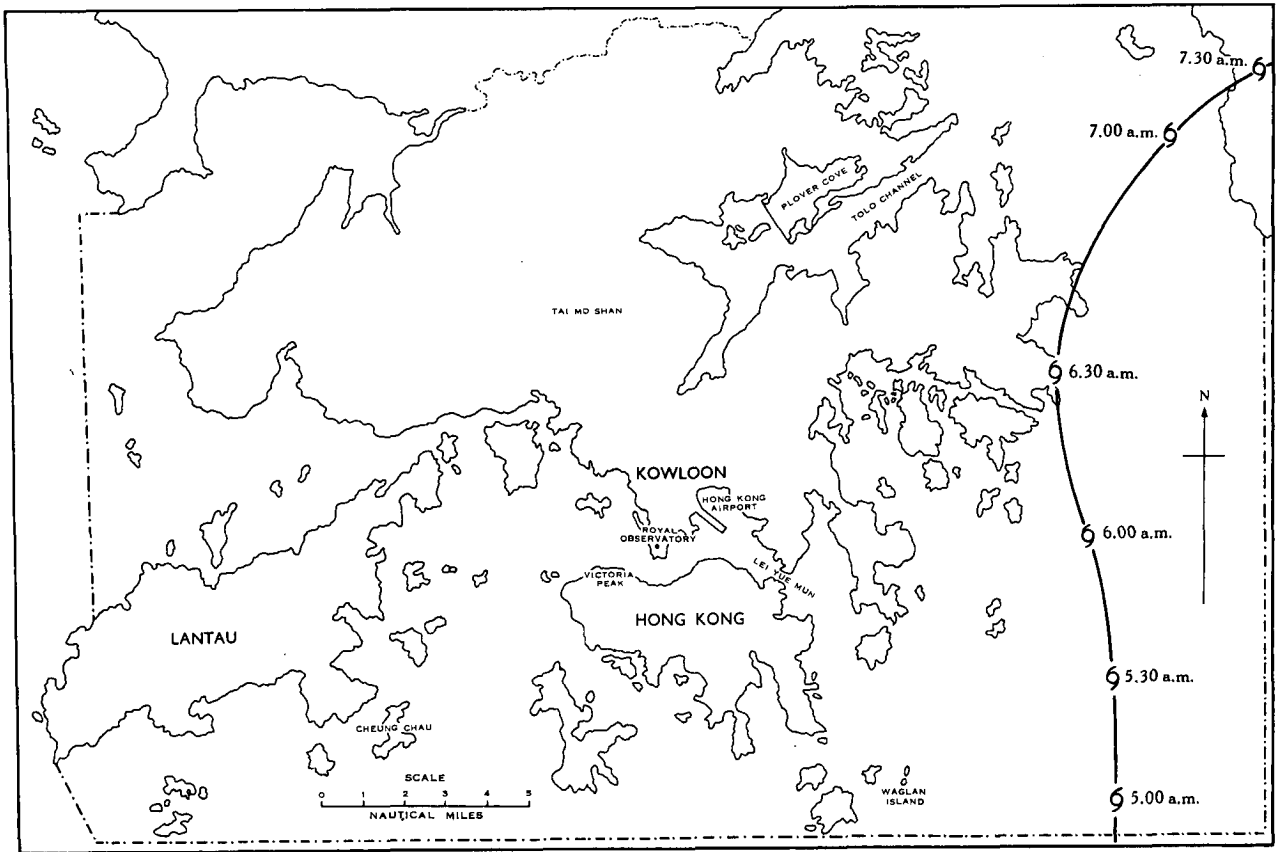 7.30 a.m.
7.00 a.m.
PLOVER COVE
TOLO CHANNEL
TAI MO SHAN
6.30 a.m.
N
KOWLOON
HONG KONG
AIRPORT
ROYAL
OBSERVATORY
6.00 a.m.
LEI YUE MUN
VICTORIA
PEAK
HONG KONG
LANTAU
5.30 a.m.
CHEUNG CHAU
SCALE
0 1 2 3 4 5
NAUTICAL MILES
WAGLAN
ISLAND
5.00 a.m.